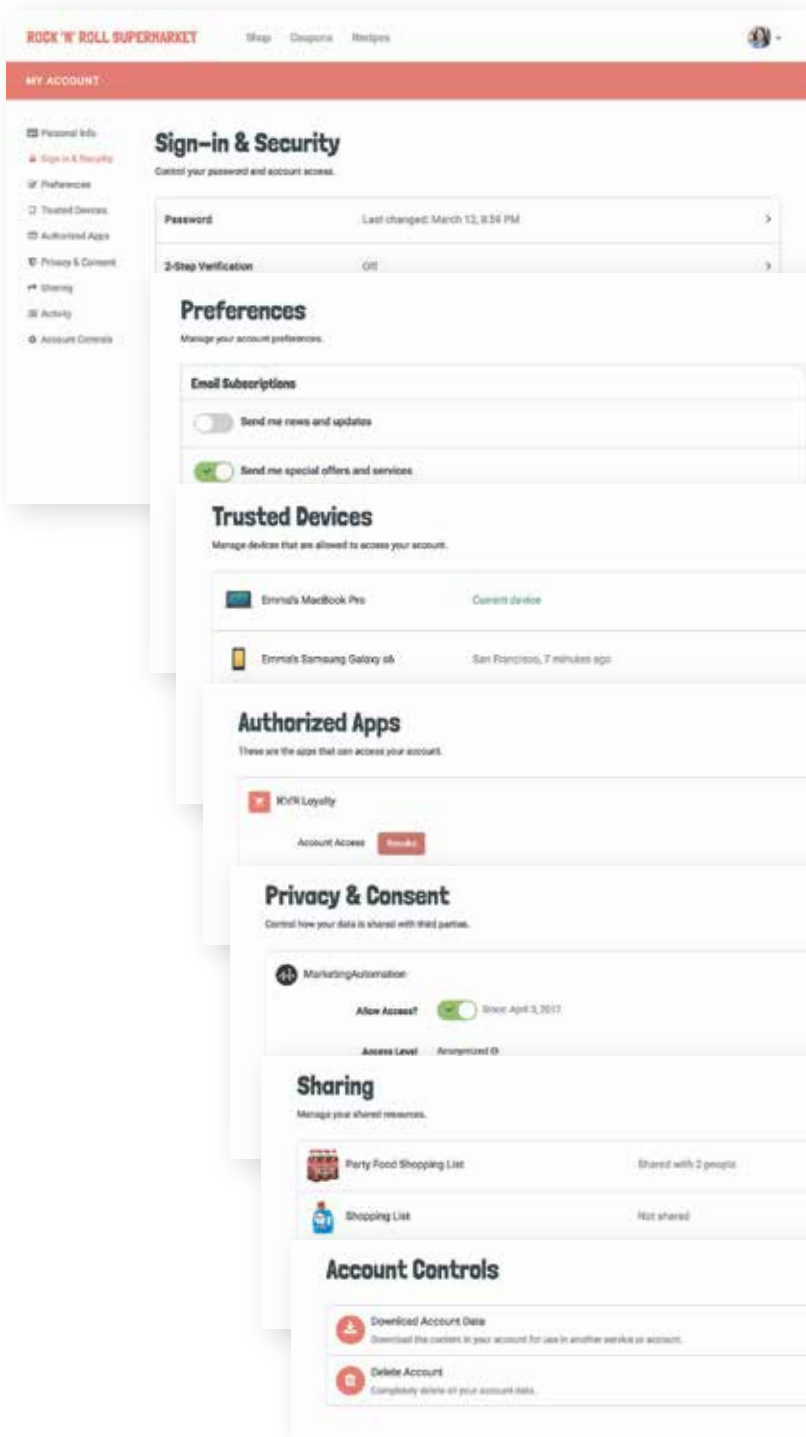 ROCK 'N' ROLL SUPERMARKET Shop Coupons Recipes
MY ACCOUNT
Personal Info
Sign in & Security
Preferences
Trusted Devices
Authorized Apps
Privacy & Consent
Sharing
Activity
Account Controls
Sign-in & Security
Control your password and account access.
Password Last changed: March 12, 8:59 PM
2-Step Verification Off
Preferences
Manage your account preferences.
Email Subscriptions
Send me news and updates
Send me special offers and services
Trusted Devices
Manage devices that are allowed to access your account.
Emma's MacBook Pro Current device
Emma's Samsung Galaxy s6 San Francisco, 7 minutes ago
Authorized Apps
These are the apps that can access your account.
Loyalty
Account Access Revoke
Privacy & Consent
Control how your data is shared with third parties.
MarketingAutomation
Allow Access? Since: April 3, 2017
Access Level Anonymized
Sharing
Manage your shared resources.
Party Food Shopping List Shared with 2 people
Shopping List Not shared
Account Controls
Download Account Data
Download the content in your account for use in another service or account.
Delete Account
Completely delete all your account data.